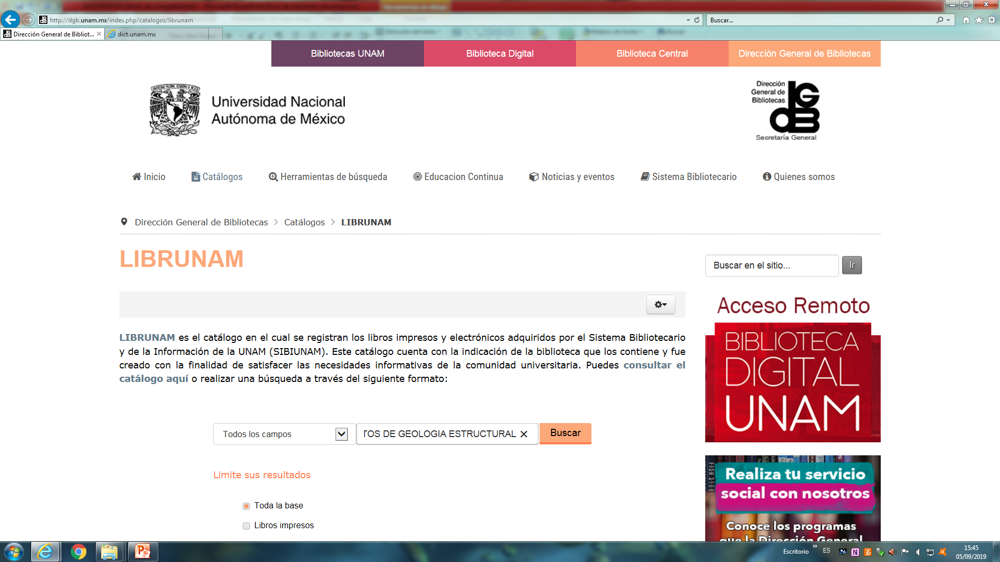 http://dgb.unam.mx/index.php/catalogos/librunam
Buscar...
Dirección General de Bibliot...
dict.unam.mx
Bibliotecas UNAM
Biblioteca Digital
Biblioteca Central
Dirección General de Bibliotecas
Universidad Nacional
Autónoma de México
Dirección
General de
Bibliotecas
DGB
Secretaría General
Inicio
Catálogos
Herramientas de búsqueda
Educacion Continua
Noticias y eventos
Sistema Bibliotecario
Quienes somos
Dirección General de Bibliotecas > Catálogos > LIBRUNAM
LIBRUNAM
Buscar en el sitio...
Ir
LIBRUNAM es el catálogo en el cual se registran los libros impresos y electrónicos adquiridos por el Sistema Bibliotecario
y de la Información de la UNAM (SIBIUNAM). Este catálogo cuenta con la indicación de la biblioteca que los contiene y fue
creado con la finalidad de satisfacer las necesidades informativas de la comunidad universitaria. Puedes consultar el
catálogo aquí o realizar una búsqueda a través del siguiente formato:
Todos los campos
TOS DE GEOLOGIA ESTRUCTURAL
Buscar
Limite sus resultados
Toda la base
Libros impresos
Acceso Remoto
BIBLIOTECA
DIGITAL
UNAM
Realiza tu servicio
social con nosotros
Conoce los programas
que la Dirección General
Escritorio
ES
15:45
05/09/2019